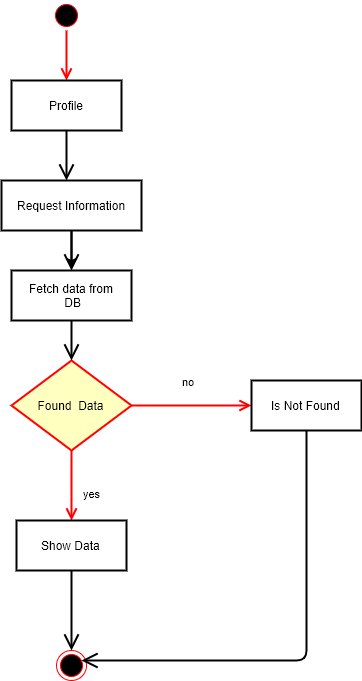 Profile
Request Information
Fetch data from
DB
Found Data
no
Is Not Found
yes
Show Data